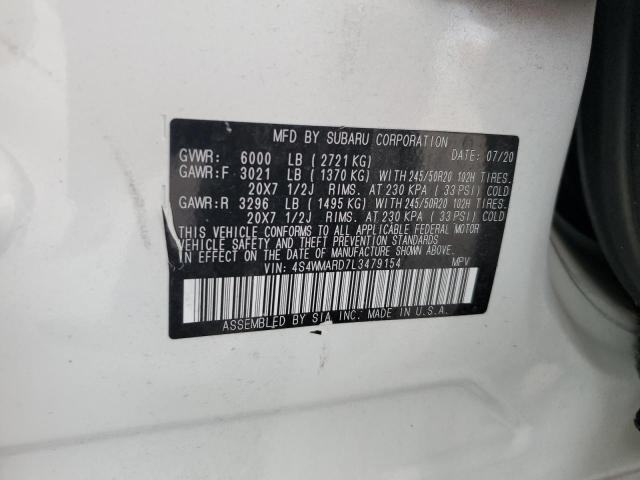 MFD BY SUBARU CORPORATION
GVWR: 6000 LB (2721 KG) DATE: 07/20
GAWR:F 3021 LB (1370 KG) WITH 245/50R20 102H TIRES.
20X7 1/2J RIMS. AT 230 KPA (33 PSI) COLD
GAWR:R 3296 LB (1495 KG) WITH 245/50R20 102H TIRES.
20X7 1/2J RIMS. AT 230 KPA (33 PSI) COLD
THIS VEHICLE CONFORMS TO ALL APPLICABLE FEDERAL MOTOR
VEHICLE SAFETY, BUMPER, AND THEFT PREVENTION STANDARDS
IN EFFECT ON THE DATE OF MANUFACTURE SHOWN ABOVE.
VIN: 4S4WMARD7L3479154 MPV
ASSEMBLED BY SIA, INC. MADE IN U.S.A.